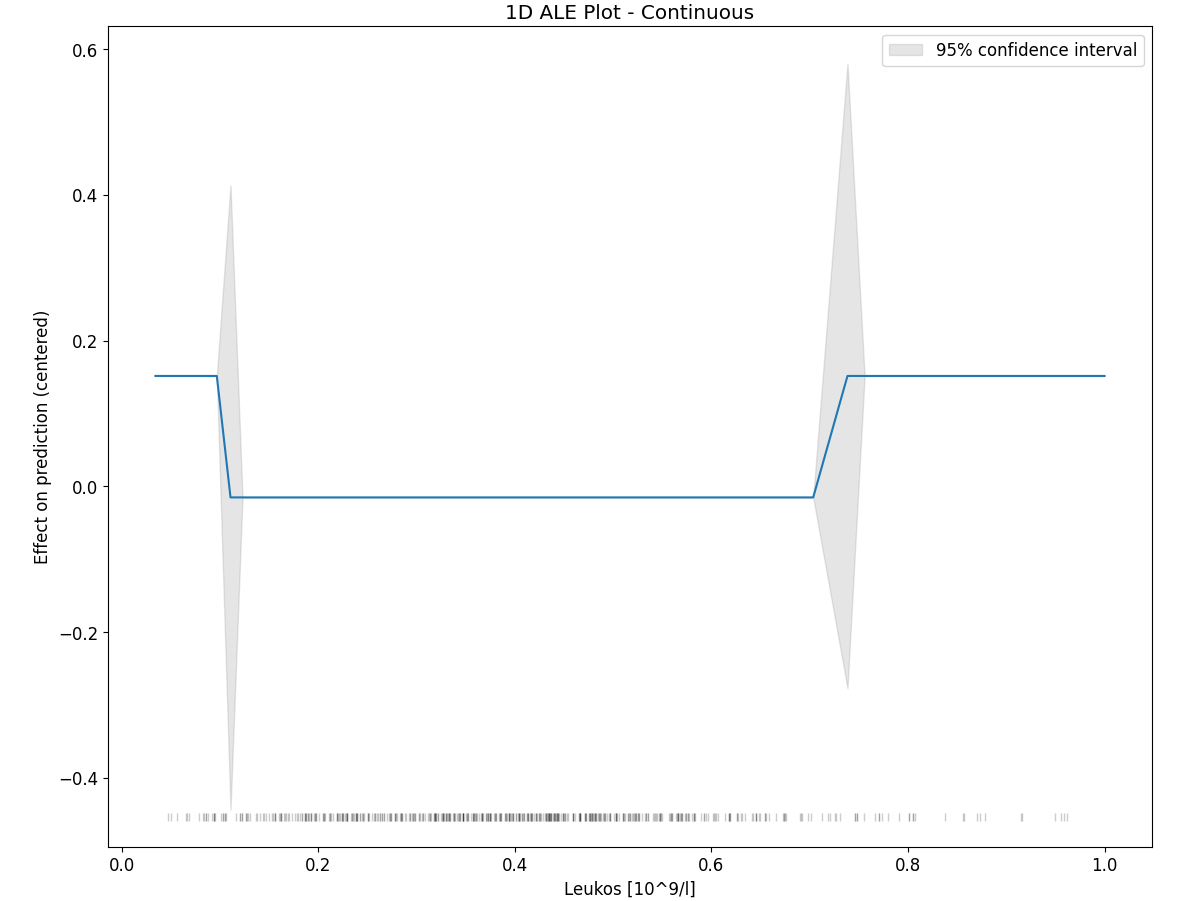 1D ALE Plot - Continuous
95% confidence interval
0.6
0.4
0.2
0.0
−0.2
−0.4
Effect on prediction (centered)
0.0 0.2 0.4 0.6 0.8 1.0
Leukos [10^9/l]